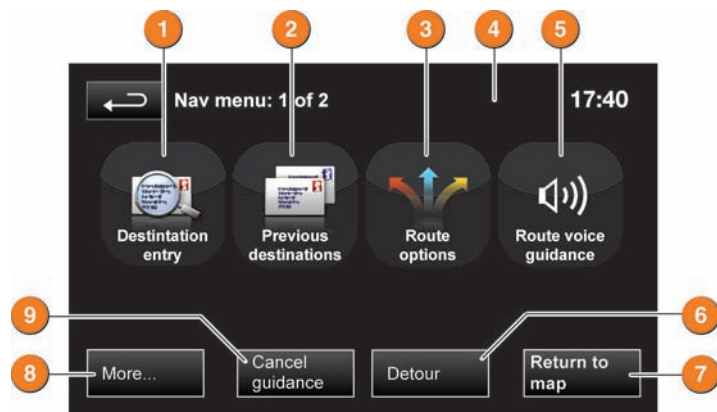 1 2 3 4 5
Nav menu: 1 of 2 17:40
Destintation
entry
Previous
destinations
Route
options
Route voice
guidance
9
6
More...
Cancel
guidance
Detour
Return to
map
8
7